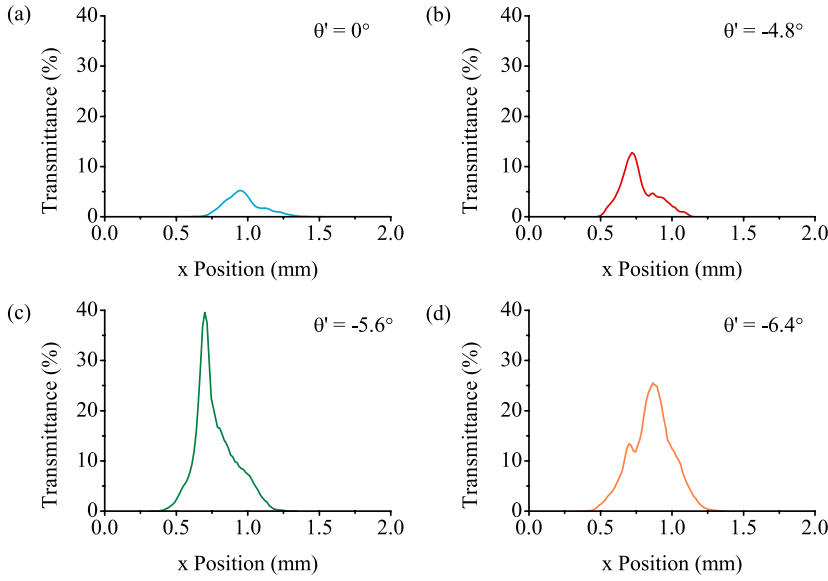 (a)
θ' = 0°
Transmittance (%)
40
30
20
10
0
0.0 0.5 1.0 1.5 2.0
x Position (mm)
(b)
θ' = -4.8°
Transmittance (%)
40
30
20
10
0
0.0 0.5 1.0 1.5 2.0
x Position (mm)
(c)
θ' = -5.6°
Transmittance (%)
40
30
20
10
0
0.0 0.5 1.0 1.5 2.0
x Position (mm)
(d)
θ' = -6.4°
Transmittance (%)
40
30
20
10
0
0.0 0.5 1.0 1.5 2.0
x Position (mm)